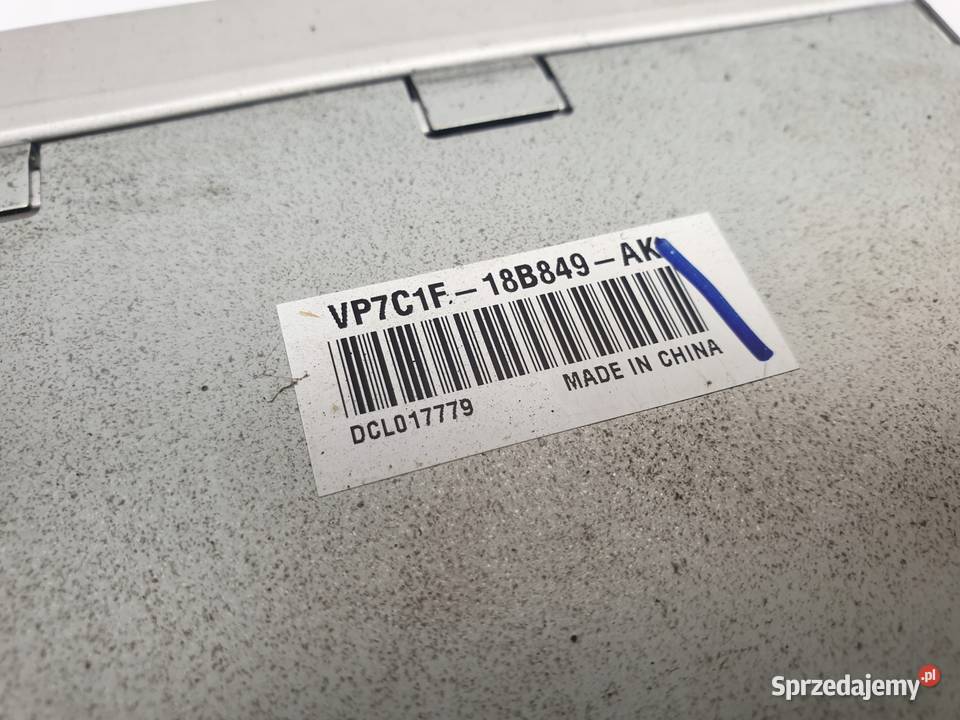 VP7C1F-18B849-AK
DCL017779
MADE IN CHINA
Sprzedajemy.pl